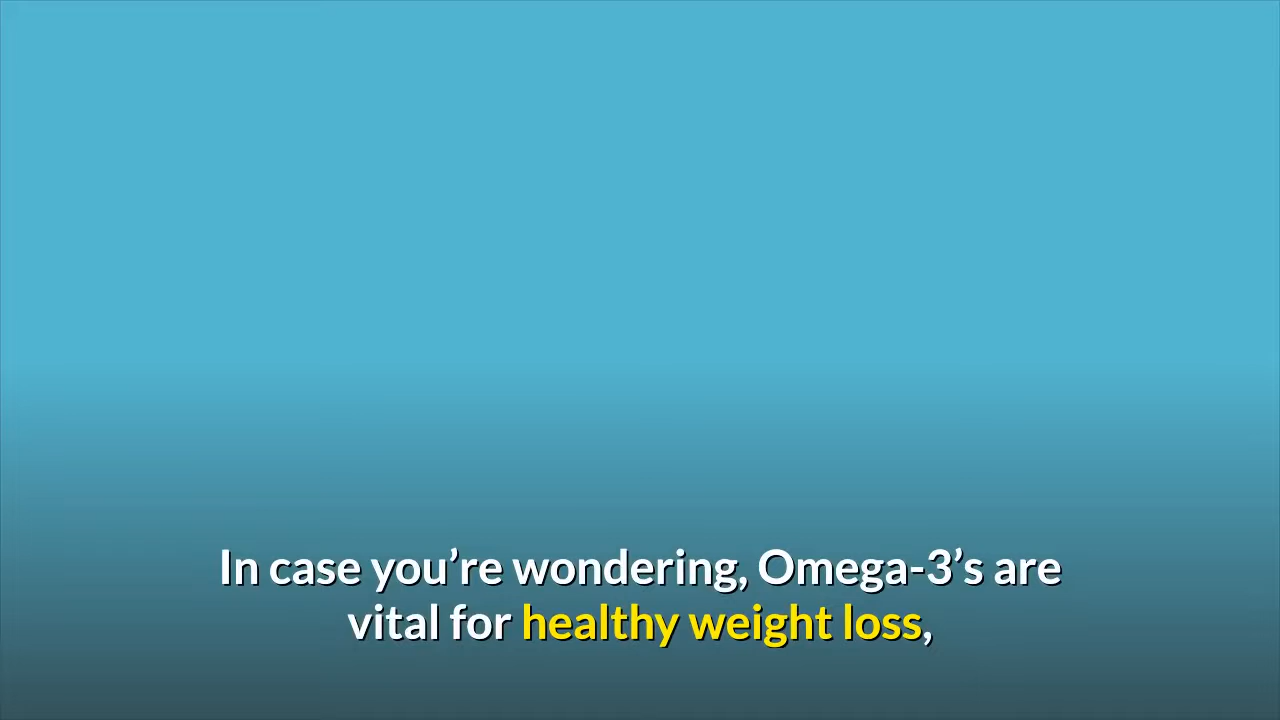 In case you’re wondering, Omega-3’s are
vital for healthy weight loss,